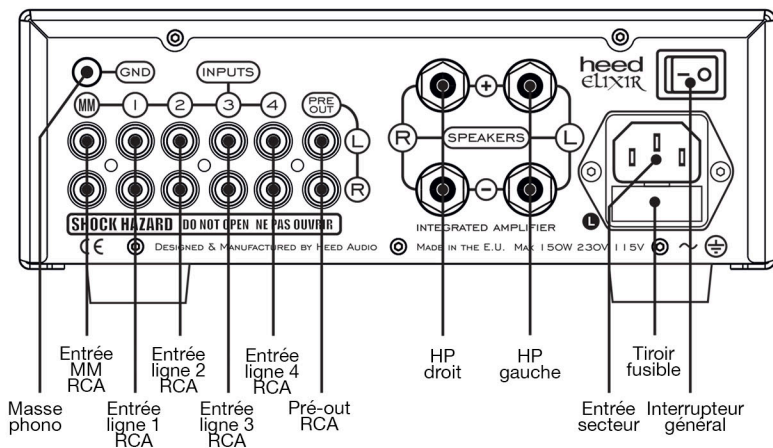 GND
INPUTS
heed
ELIXIR
MM 1 2 3 4 PRE OUT
L
R
+
R SPEAKERS L
-
- O
SHOCK HAZARD DO NOT OPEN NE PAS OUVRIR
INTEGRATED AMPLIFIER
L
CE DESIGNED & MANUFACTURED BY HEED AUDIO MADE IN THE E.U. MAX 150W 230V 115V ~
Entrée
MM
RCA
Entrée
ligne 2
RCA
Entrée
ligne 4
RCA
HP
droit
HP
gauche
Tiroir
fusible
Masse
phono
Entrée
ligne 1
RCA
Entrée
ligne 3
RCA
Pré-out
RCA
Entrée
secteur
Interrupteur
général